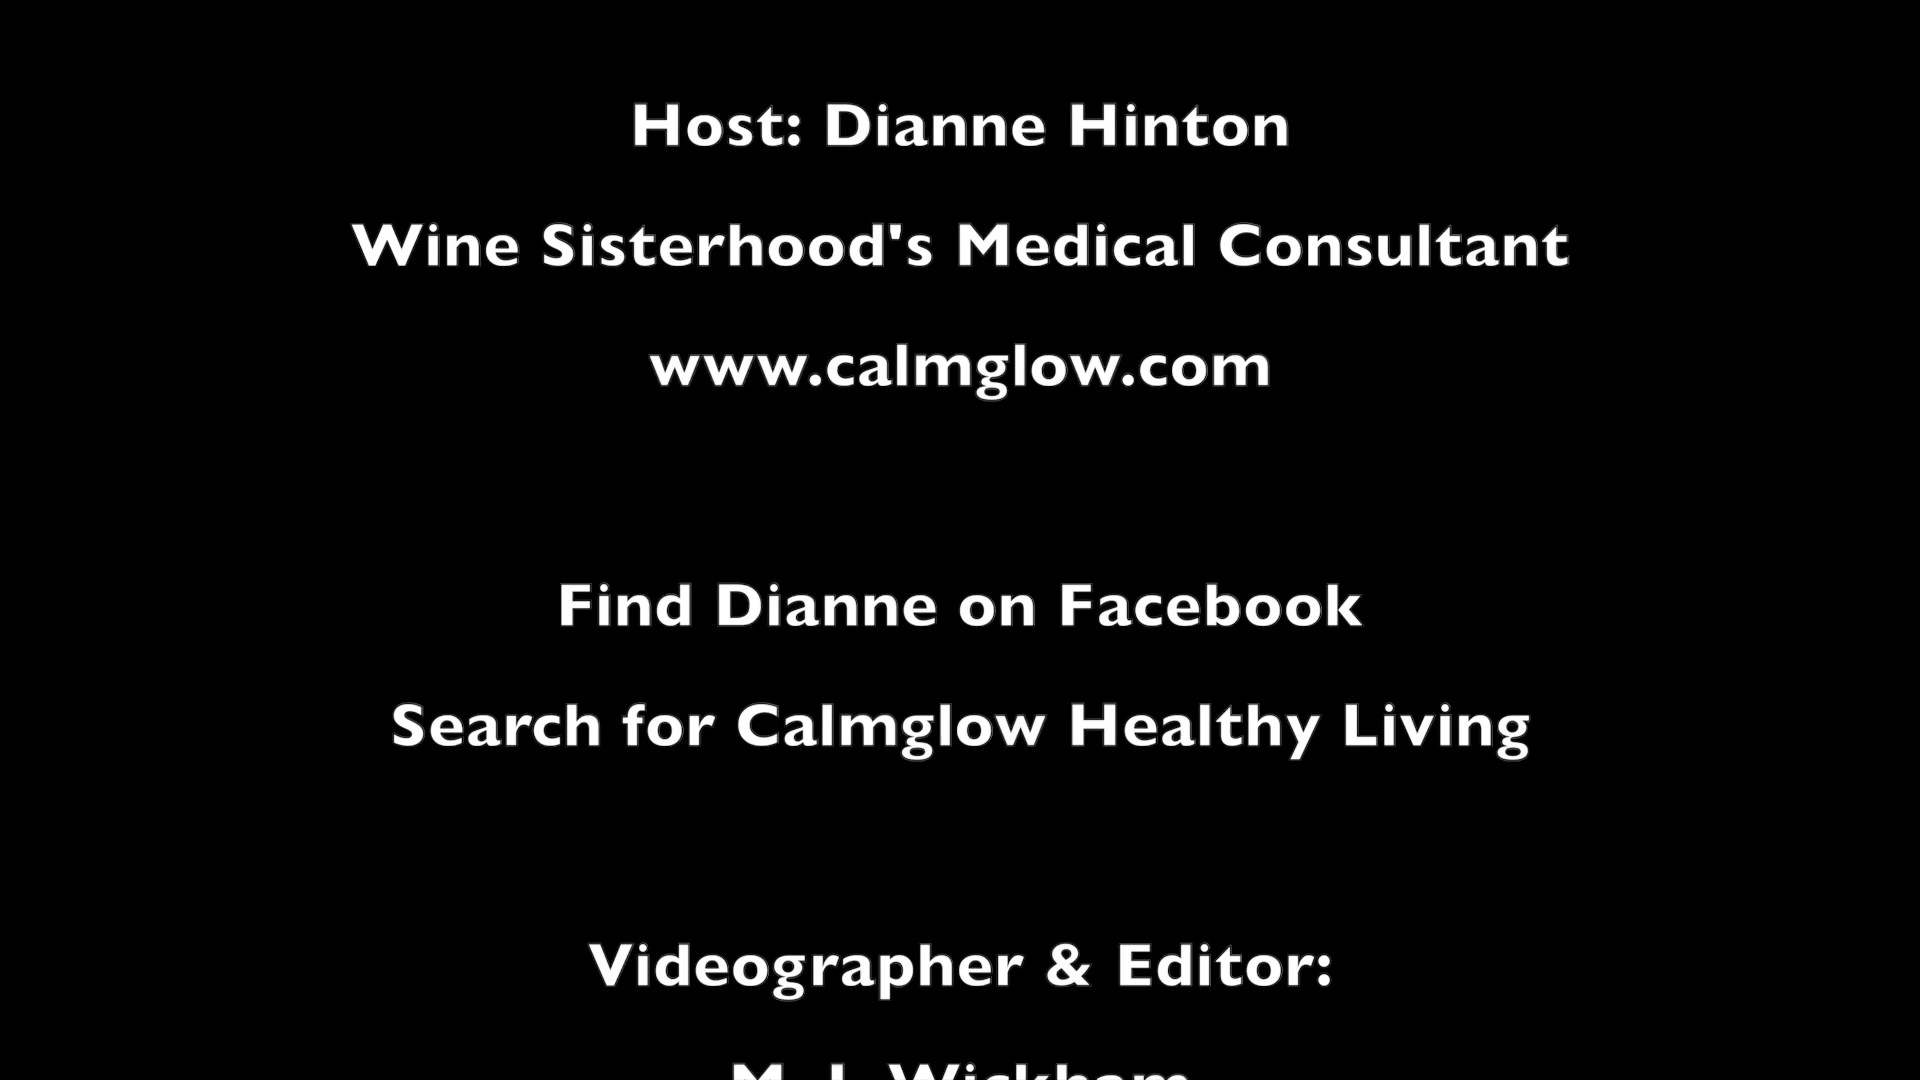 Host: Dianne Hinton
Wine Sisterhood's Medical Consultant
www.calmglow.com
Find Dianne on Facebook
Search for Calmglow Healthy Living
Videographer & Editor:
M. J. Wickham